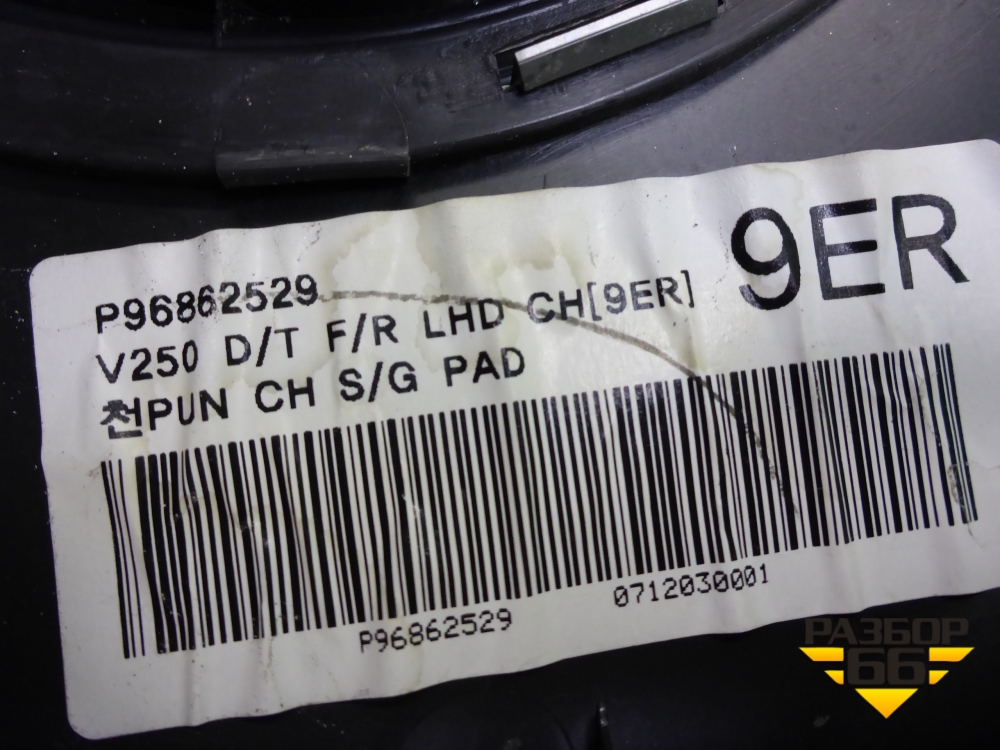 9ER
P96862529
V250 D/T F/R LHD CH[9ER]
천PUN CH S/G PAD
P96862529 0712030001
РАЗБОР
66